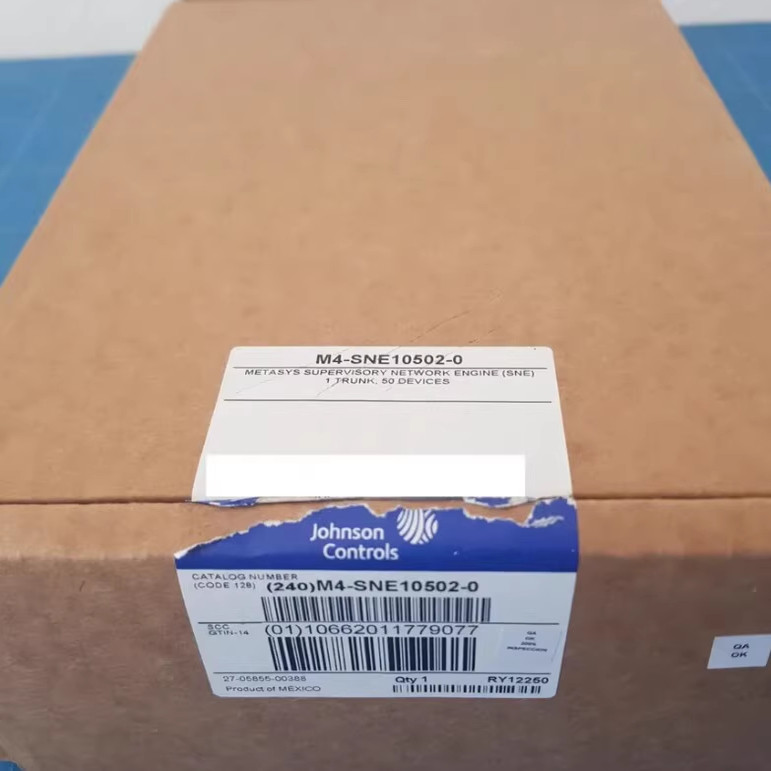 M4-SNE10502-0
METASYS SUPERVISORY NETWORK ENGINE (SNE)
1 TRUNK, 50 DEVICES
Johnson
Controls
CATALOG NUMBER
(CODE 128) (240)M4-SNE10502-0
SCC
GTIN-14 (01)10662011779077
QA
OK
100%
INSPECCION
27-05855-00388 Qty 1 RY12250
Product of MEXICO
QA
OK